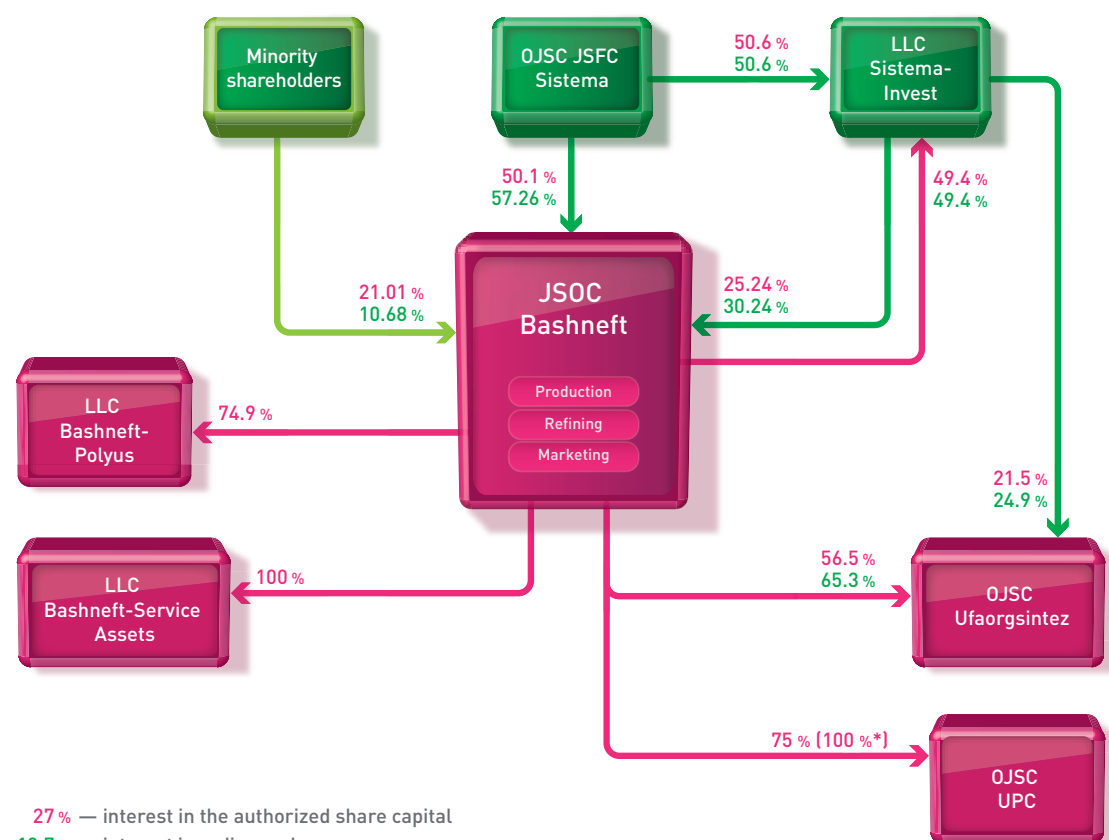 Minority
shareholders
OJSC JSFC
Sistema
50.6 %
50.6 %
LLC
Sistema-
Invest
50.1 %
57.26 %
49.4 %
49.4 %
21.01 %
10.68 %
JSOC
Bashneft
25.24 %
30.24 %
Production
Refining
Marketing
LLC
Bashneft-
Polyus
74.9 %
21.5 %
24.9 %
LLC
Bashneft-Service
Assets
100 %
56.5 %
65.3 %
OJSC
Ufaorgsintez
75 % (100 %*)
OJSC
UPC
27 % — interest in the authorized share capital